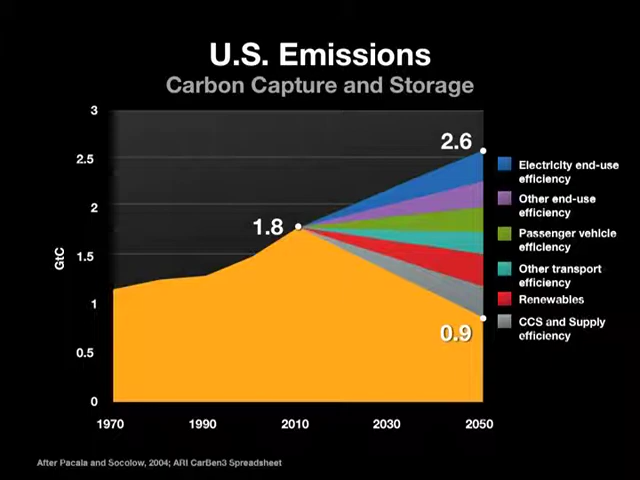 U.S. Emissions
Carbon Capture and Storage
3
2.5
2
1.5
1
0.5
0
GtC
2.6
1.8
0.9
Electricity end-use
efficiency
Other end-use
efficiency
Passenger vehicle
efficiency
Other transport
efficiency
Renewables
CCS and Supply
efficiency
1970
1990
2010
2030
2050
After Pacala and Socolow, 2004; ARI CarBen3 Spreadsheet